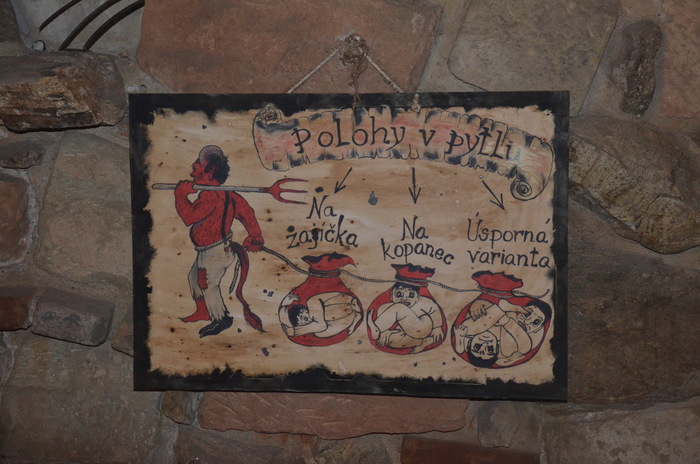 Polohy v pytli
Na
zajíčka
Na
kopanec
Úsporná
varianta